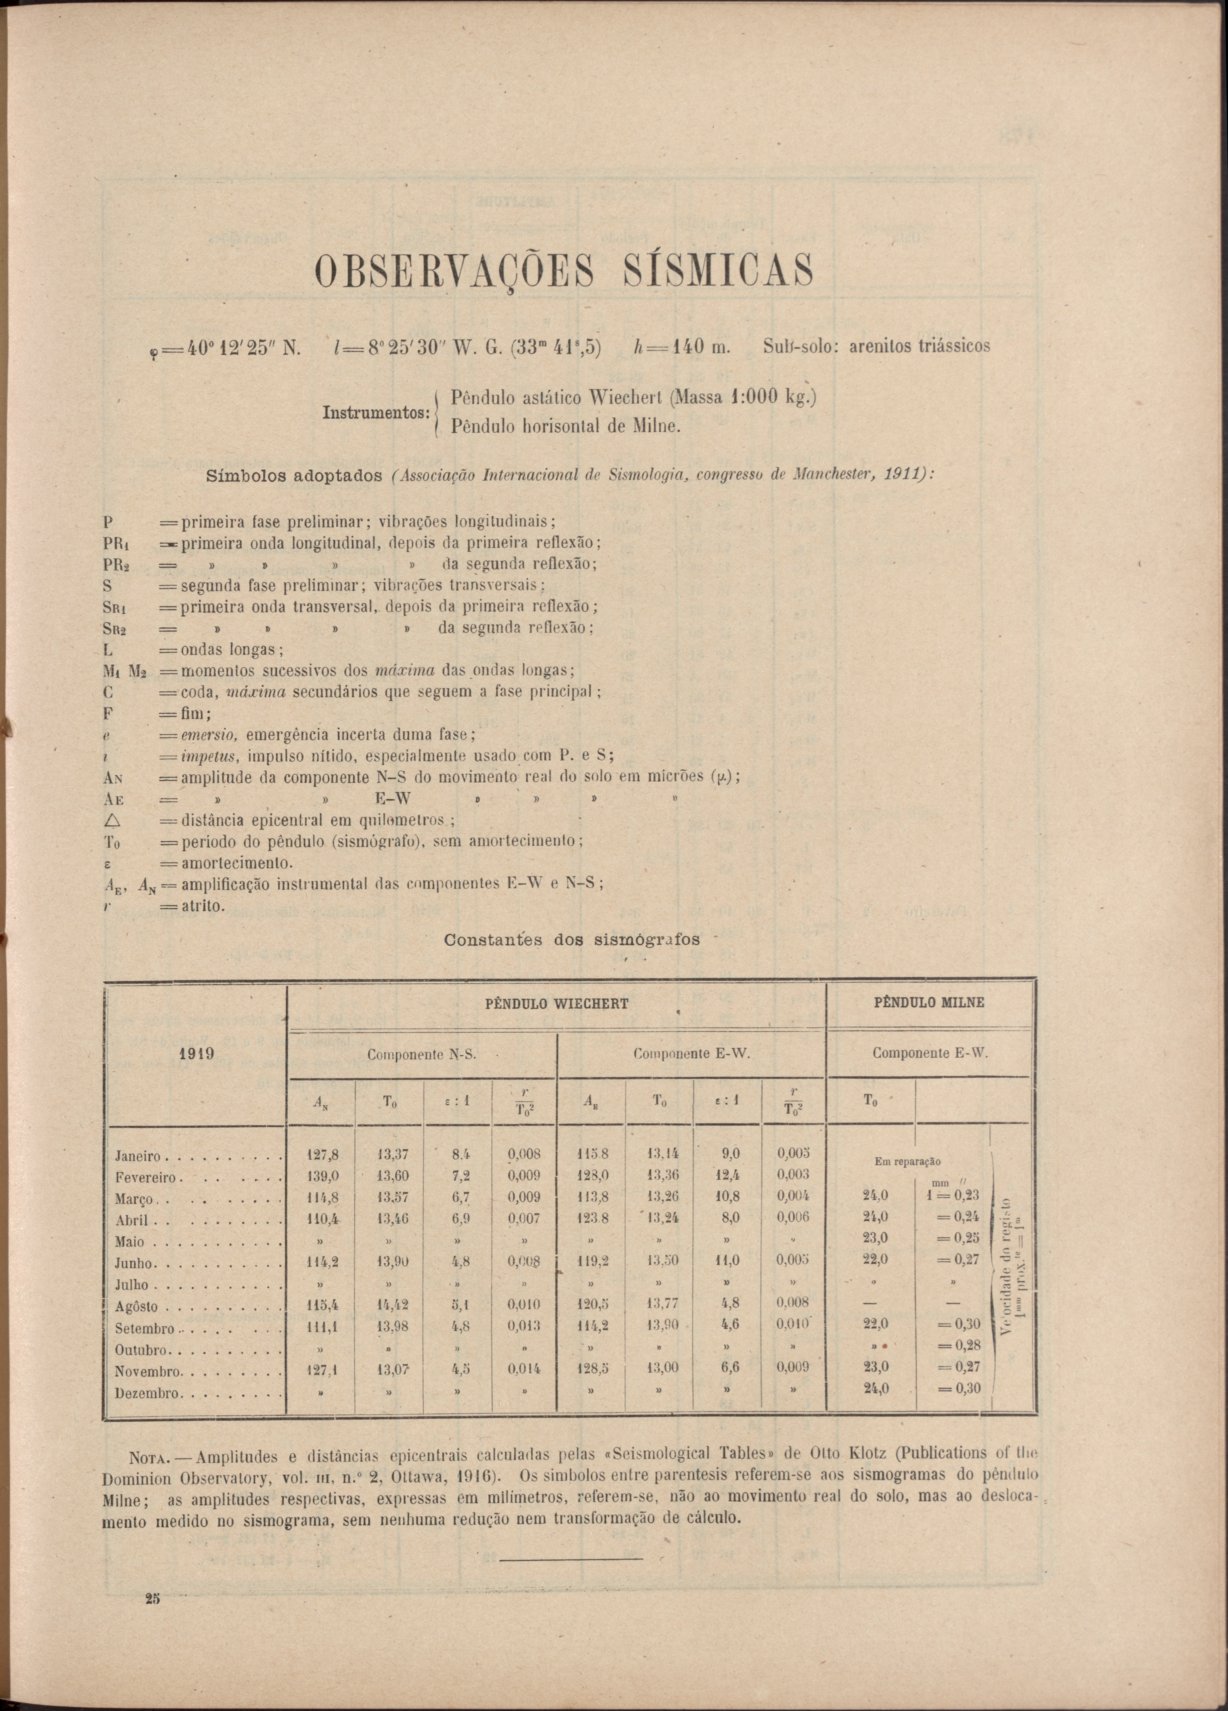 OBSERVAÇÕES SÍSMICAS
φ=40° 12′ 25″ N. l=8° 25′ 30″ W. G. (33ᵐ 41ˢ,5) h=140 m. Sub-solo: arenitos triássicos
Instrumentos: { Pêndulo astático Wiechert (Massa 1:000 kg.)
Pêndulo horisontal de Milne.
Símbolos adoptados (Associação Internacional de Sismologia, congresso de Manchester, 1911):
P =primeira fase preliminar; vibrações longitudinais;
PR1 =primeira onda longitudinal, depois da primeira reflexão;
PR2 = » » » » da segunda reflexão;
S =segunda fase preliminar; vibrações transversais;
SR1 =primeira onda transversal, depois da primeira reflexão;
SR2 = » » » » da segunda reflexão;
L =ondas longas;
M1 M2 =momentos sucessivos dos máxima das ondas longas;
C =coda, máxima secundários que seguem a fase principal;
F =fim;
e =emersio, emergência incerta duma fase;
i =impetus, impulso nítido, especialmente usado com P. e S;
AN =amplitude da componente N–S do movimento real do solo em micrões (μ);
AE = » » E–W » » » »
△ =distância epicentral em quilometros;
T0 =período do pêndulo (sismógrafo), sem amortecimento;
ε =amortecimento.
AE, AN = amplificação instrumental das componentes E–W e N–S;
r =atrito.
Constantes dos sismógrafos
1919 PÊNDULO WIECHERT PÊNDULO MILNE
Componente N-S. Componente E-W. Componente E-W.
AN T0 ε : 1 r/T0² AE T0 ε : 1 r/T0² T0
Janeiro . . . . . . . . . . 127,8 13,37 8,4 0,008 115,8 13,14 9,0 0,005 Em reparação
Fevereiro . . . . . . . . . 139,0 13,60 7,2 0,009 128,0 13,36 12,4 0,003
Março . . . . . . . . . . 114,8 13,57 6,7 0,009 113,8 13,26 10,8 0,004 24,0 1 mm = 0,23 ″
Abril . . . . . . . . . . 110,4 13,46 6,9 0,007 123,8 13,24 8,0 0,006 24,0 = 0,24
Maio . . . . . . . . . . . » » » » » » » » 23,0 = 0,25
Junho . . . . . . . . . . 114,2 13,90 4,8 0,008 119,2 13,50 11,0 0,005 22,0 = 0,27
Julho . . . . . . . . . . . » » » » » » » » » »
Agôsto . . . . . . . . . . 115,4 14,42 5,1 0,010 120,5 13,77 4,8 0,008 — —
Setembro . . . . . . . . 111,1 13,98 4,8 0,013 114,2 13,90 4,6 0,010 22,0 = 0,30
Outubro . . . . . . . . . . » » » » » » » » » = 0,28
Novembro . . . . . . . . . 127,1 13,07 4,5 0,014 128,5 13,00 6,6 0,009 23,0 = 0,27
Dezembro . . . . . . . . . » » » » » » » » 24,0 = 0,30
Velocidade do registo
1ᵐᵐ prox.ᵗᵉ = 1ᵐ
NOTA. — Amplitudes e distâncias epicentrais calculadas pelas «Seismological Tables» de Otto Klotz (Publications of the
Dominion Observatory, vol. III, n.º 2, Ottawa, 1916). Os simbolos entre parentesis referem-se aos sismogramas do pêndulo
Milne; as amplitudes respectivas, expressas em milímetros, referem-se, não ao movimento real do solo, mas ao desloca-
mento medido no sismograma, sem nenhuma redução nem transformação de cálculo.
25